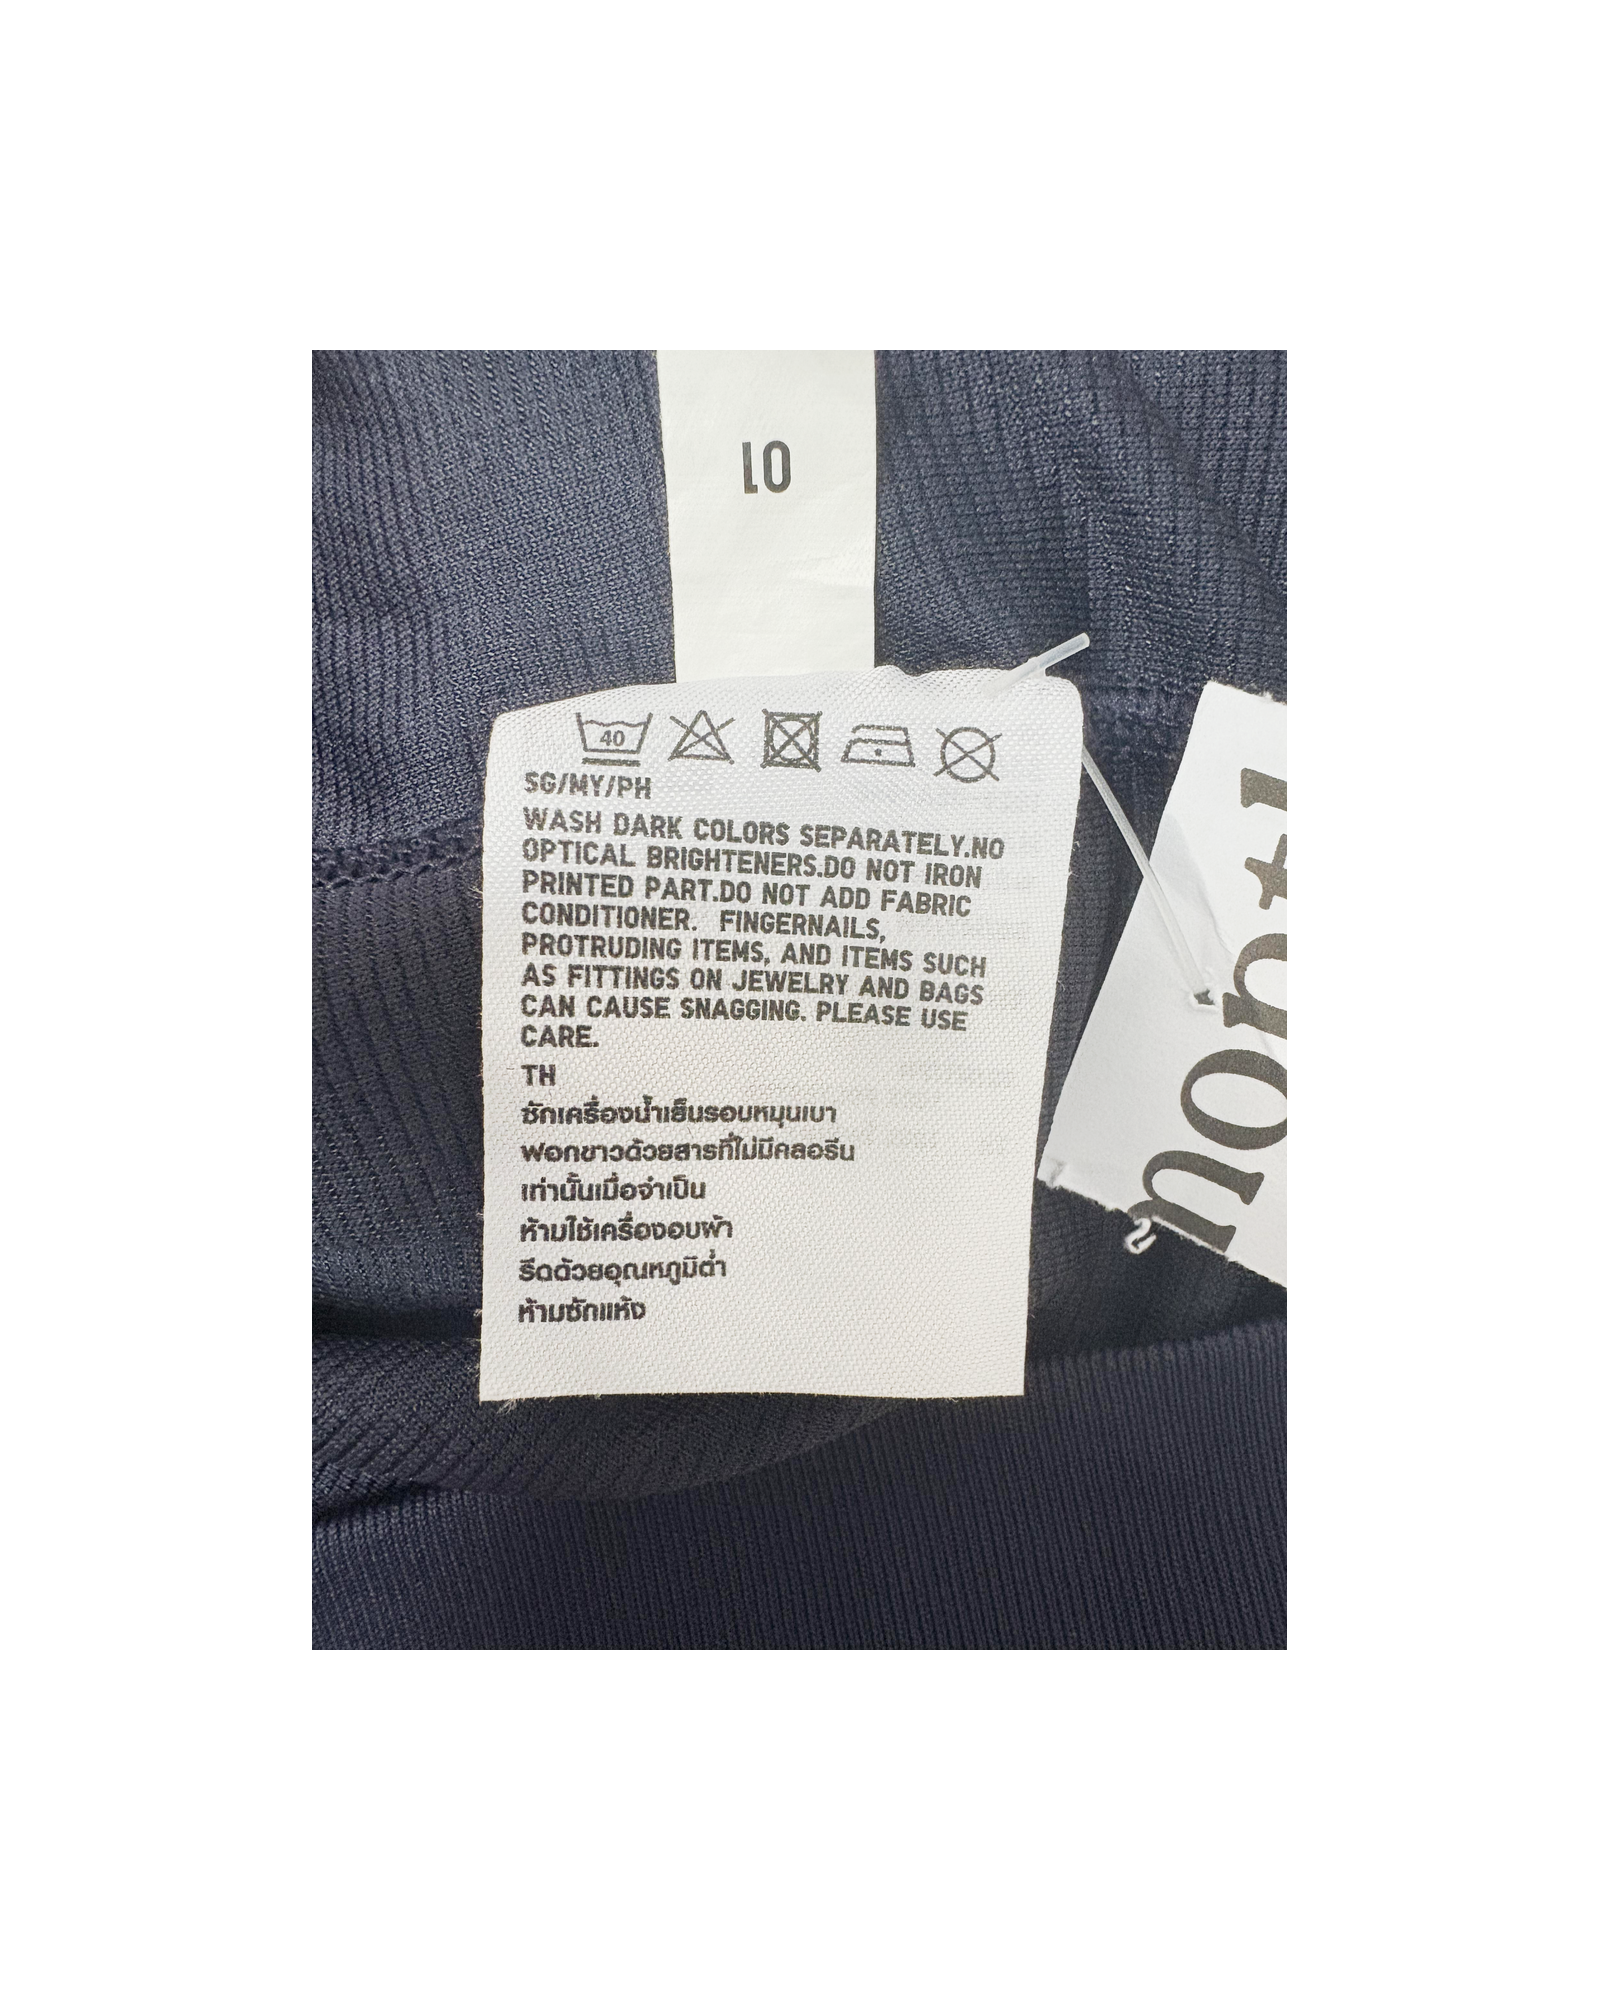 01
40
SG/MY/PH
WASH DARK COLORS SEPARATELY.NO
OPTICAL BRIGHTENERS.DO NOT IRON
PRINTED PART.DO NOT ADD FABRIC
CONDITIONER. FINGERNAILS,
PROTRUDING ITEMS, AND ITEMS SUCH
AS FITTINGS ON JEWELRY AND BAGS
CAN CAUSE SNAGGING. PLEASE USE
CARE.
TH
ซักเครื่องน้ำเย็นรอบหมุนเบา
ฟอกขาวด้วยสารที่ไม่มีคลอรีน
เท่านั้นเมื่อจำเป็น
ห้ามใช้เครื่องอบผ้า
รีดด้วยอุณหภูมิต่ำ
ห้ามซักแห้ง